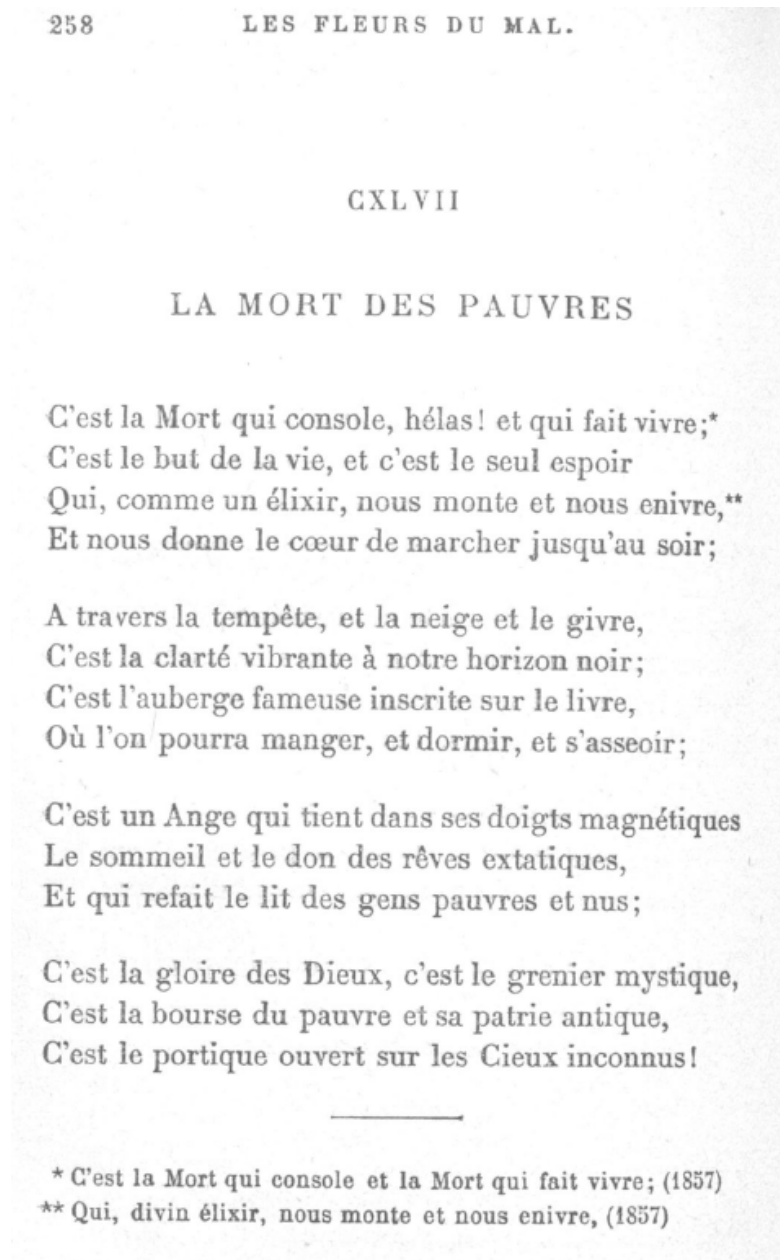 258 LES FLEURS DU MAL.
CXLVII
LA MORT DES PAUVRES
C'est la Mort qui console, hélas! et qui fait vivre;*
C'est le but de la vie, et c'est le seul espoir
Qui, comme un élixir, nous monte et nous enivre,**
Et nous donne le cœur de marcher jusqu'au soir;
A travers la tempête, et la neige et le givre,
C'est la clarté vibrante à notre horizon noir;
C'est l'auberge fameuse inscrite sur le livre,
Où l'on pourra manger, et dormir, et s'asseoir;
C'est un Ange qui tient dans ses doigts magnétiques
Le sommeil et le don des rêves extatiques,
Et qui refait le lit des gens pauvres et nus;
C'est la gloire des Dieux, c'est le grenier mystique,
C'est la bourse du pauvre et sa patrie antique,
C'est le portique ouvert sur les Cieux inconnus!
* C'est la Mort qui console et la Mort qui fait vivre; (1857)
** Qui, divin élixir, nous monte et nous enivre, (1857)